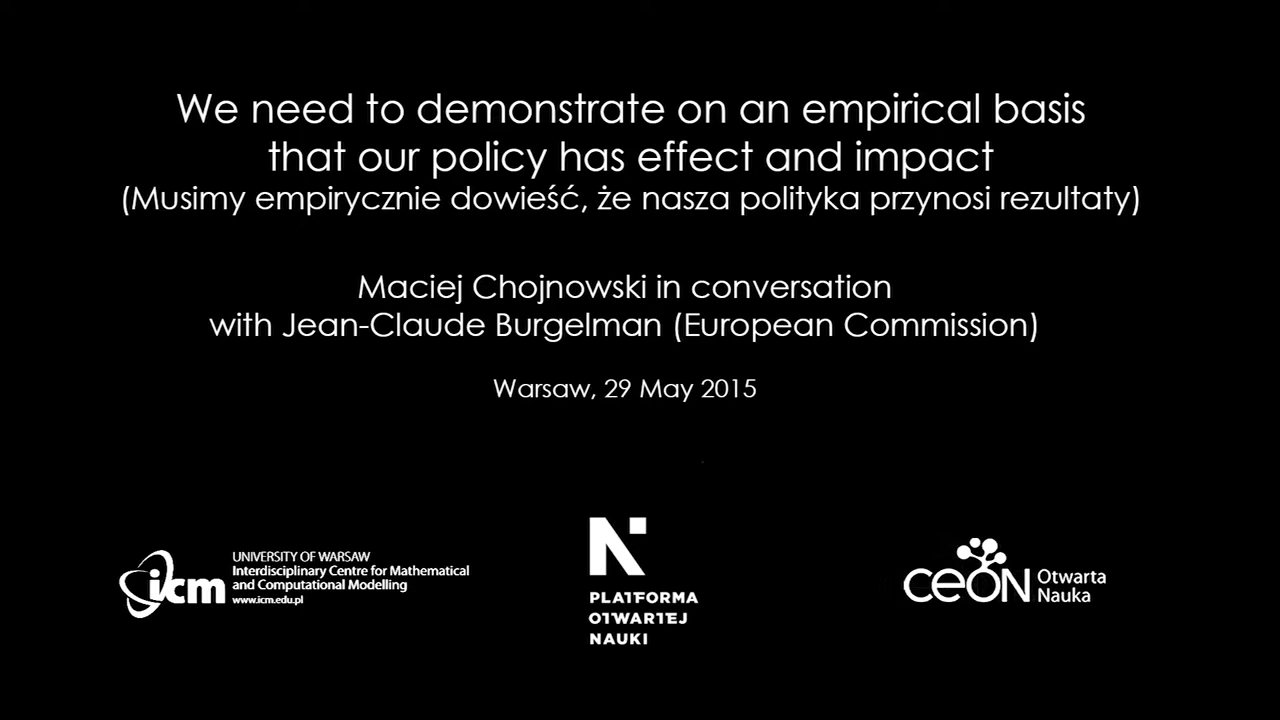 We need to demonstrate on an empirical basis
that our policy has effect and impact
(Musimy empirycznie dowieść, że nasza polityka przynosi rezultaty)
Maciej Chojnowski in conversation
with Jean-Claude Burgelman (European Commission)
Warsaw, 29 May 2015
icm
UNIVERSITY OF WARSAW
Interdisciplinary Centre for Mathematical
and Computational Modelling
www.icm.edu.pl
N
PLATFORMA
OTWARTEJ
NAUKI
CEON
Otwarta
Nauka